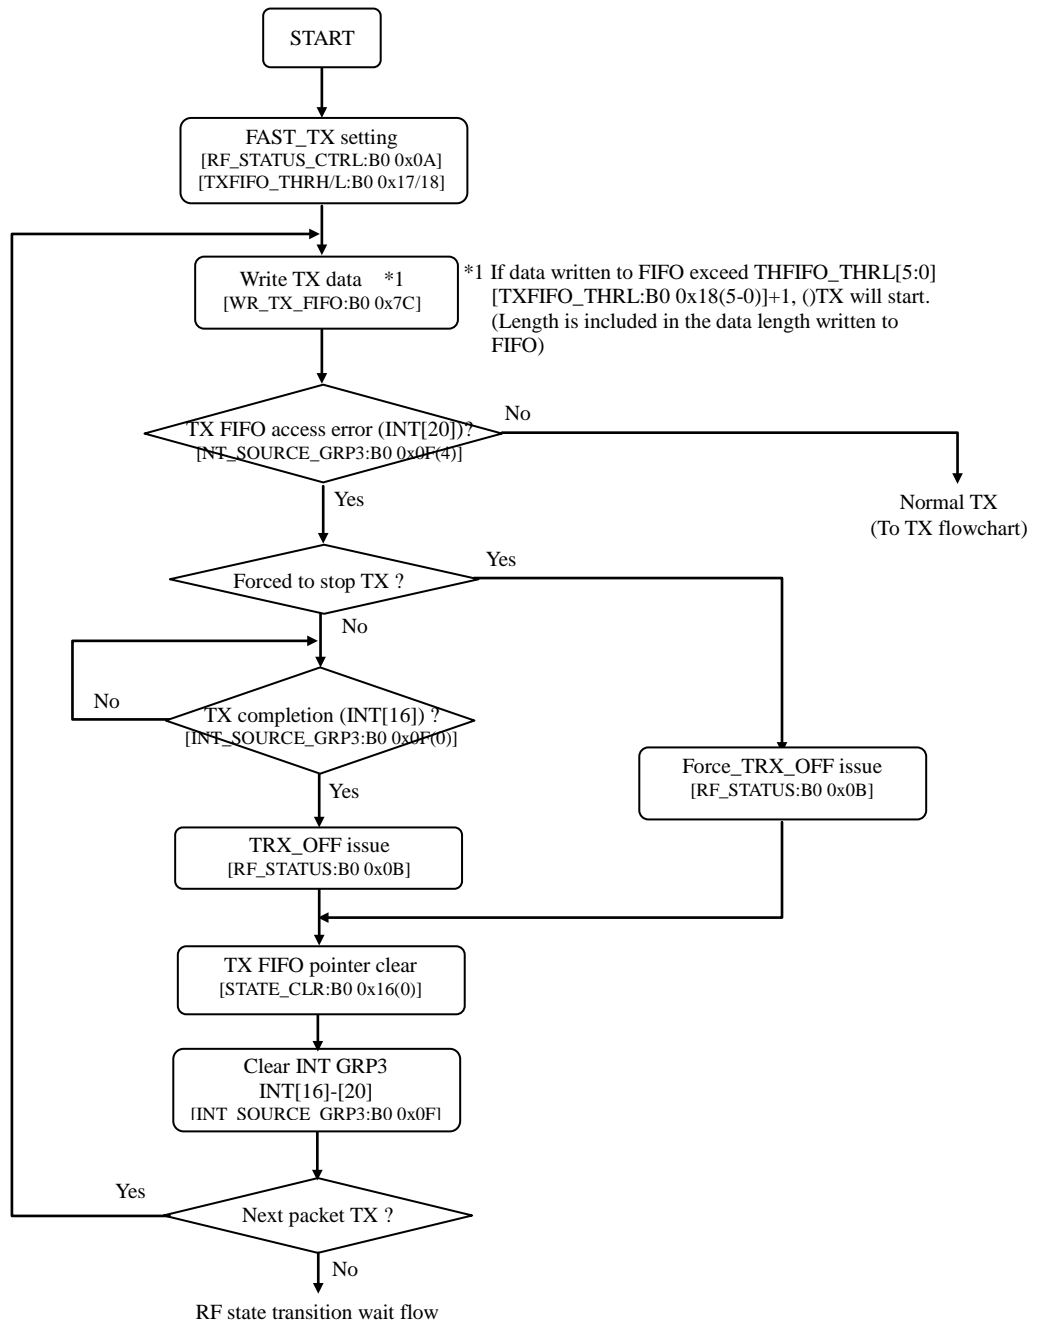 START
FAST_TX setting
[RF_STATUS_CTRL:B0 0x0A]
[TXFIFO_THRH/L:B0 0x17/18]
Write TX data *1
[WR_TX_FIFO:B0 0x7C]
*1 If data written to FIFO exceed THFIFO_THRL[5:0]
[TXFIFO_THRL:B0 0x18(5-0)]+1, ()TX will start.
(Length is included in the data length written to
FIFO)
TX FIFO access error (INT[20])?
[NT_SOURCE_GRP3:B0 0x0F(4)]
No
Normal TX
(To TX flowchart)
Yes
Forced to stop TX ?
Yes
No
No
TX completion (INT[16]) ?
[INT_SOURCE_GRP3:B0 0x0F(0)]
Force_TRX_OFF issue
[RF_STATUS:B0 0x0B]
Yes
TRX_OFF issue
[RF_STATUS:B0 0x0B]
TX FIFO pointer clear
[STATE_CLR:B0 0x16(0)]
Clear INT GRP3
INT[16]-[20]
[INT_SOURCE_GRP3:B0 0x0F]
Yes
Next packet TX ?
No
RF state transition wait flow